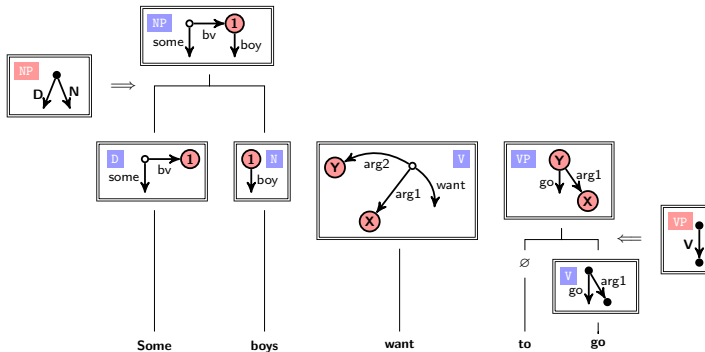 NP
1
some
bv
boy
NP
D
N
⟹
D
1
some
bv
1
N
boy
V
Y
arg2
want
arg1
X
VP
Y
go
arg1
X
VP
V
⟸
∅
V
go
arg1
Some boys want to go